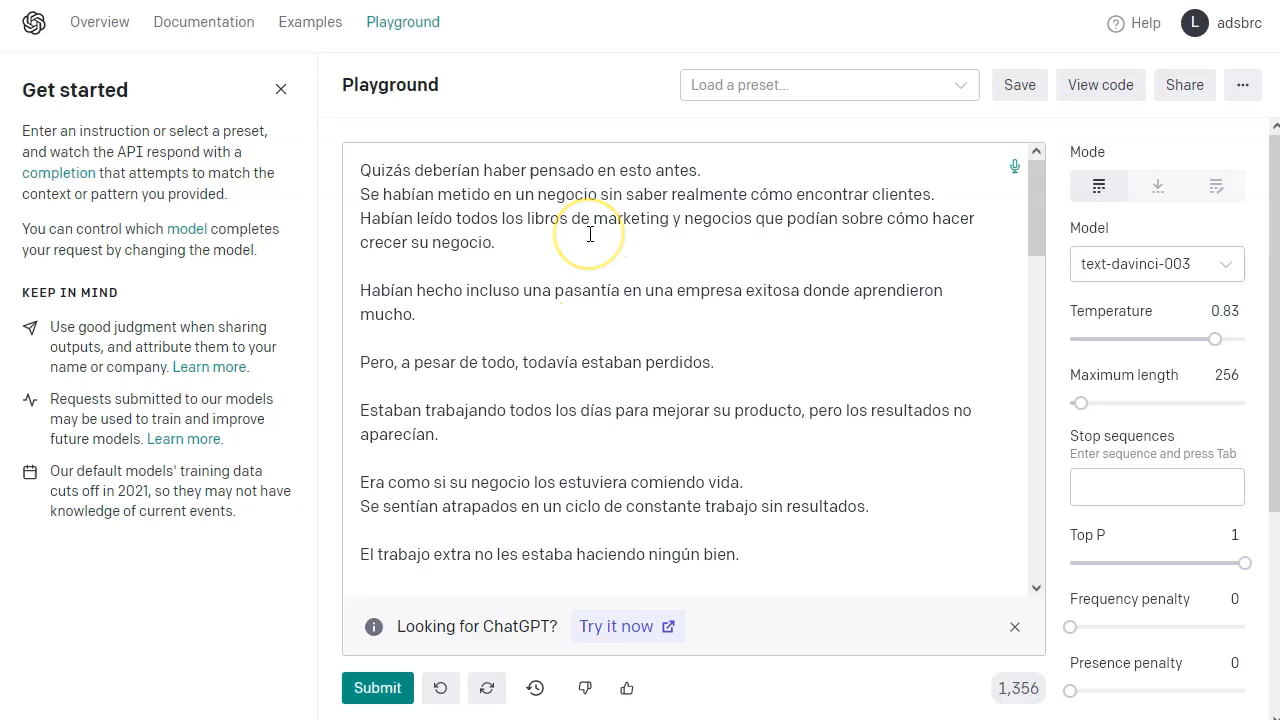 Overview Documentation Examples Playground Help L adsbrc
Get started
Enter an instruction or select a preset,
and watch the API respond with a
completion that attempts to match the
context or pattern you provided.
You can control which model completes
your request by changing the model.
KEEP IN MIND
Use good judgment when sharing
outputs, and attribute them to your
name or company. Learn more.
Requests submitted to our models
may be used to train and improve
future models. Learn more.
Our default models' training data
cuts off in 2021, so they may not have
knowledge of current events.
Playground Load a preset... Save View code Share ...
Quizás deberían haber pensado en esto antes.
Se habían metido en un negocio sin saber realmente cómo encontrar clientes.
Habían leído todos los libros de marketing y negocios que podían sobre cómo hacer
crecer su negocio.
Habían hecho incluso una pasantía en una empresa exitosa donde aprendieron
mucho.
Pero, a pesar de todo, todavía estaban perdidos.
Estaban trabajando todos los días para mejorar su producto, pero los resultados no
aparecían.
Era como si su negocio los estuviera comiendo vida.
Se sentían atrapados en un ciclo de constante trabajo sin resultados.
El trabajo extra no les estaba haciendo ningún bien.
Looking for ChatGPT? Try it now
Submit 1,356
Mode
Model
text-davinci-003
Temperature 0.83
Maximum length 256
Stop sequences
Enter sequence and press Tab
Top P 1
Frequency penalty 0
Presence penalty 0